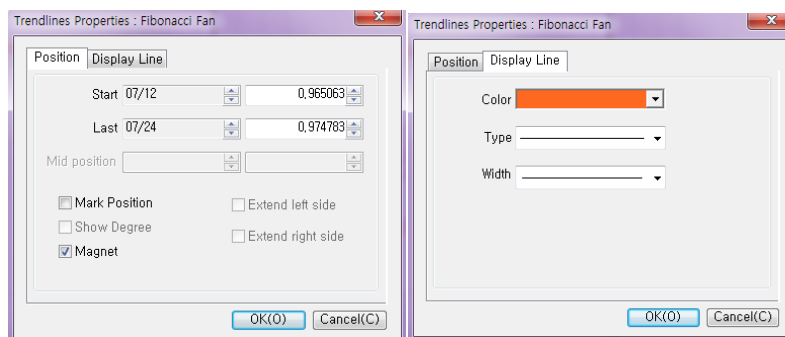 Trendlines Properties : Fibonacci Fan
Position Display Line
Start 07/12 0,965063
Last 07/24 0,974783
Mid position
Mark Position Extend left side
Show Degree Extend right side
Magnet
OK(O) Cancel(C)
Trendlines Properties : Fibonacci Fan
Position Display Line
Color
Type
Width
OK(O) Cancel(C)